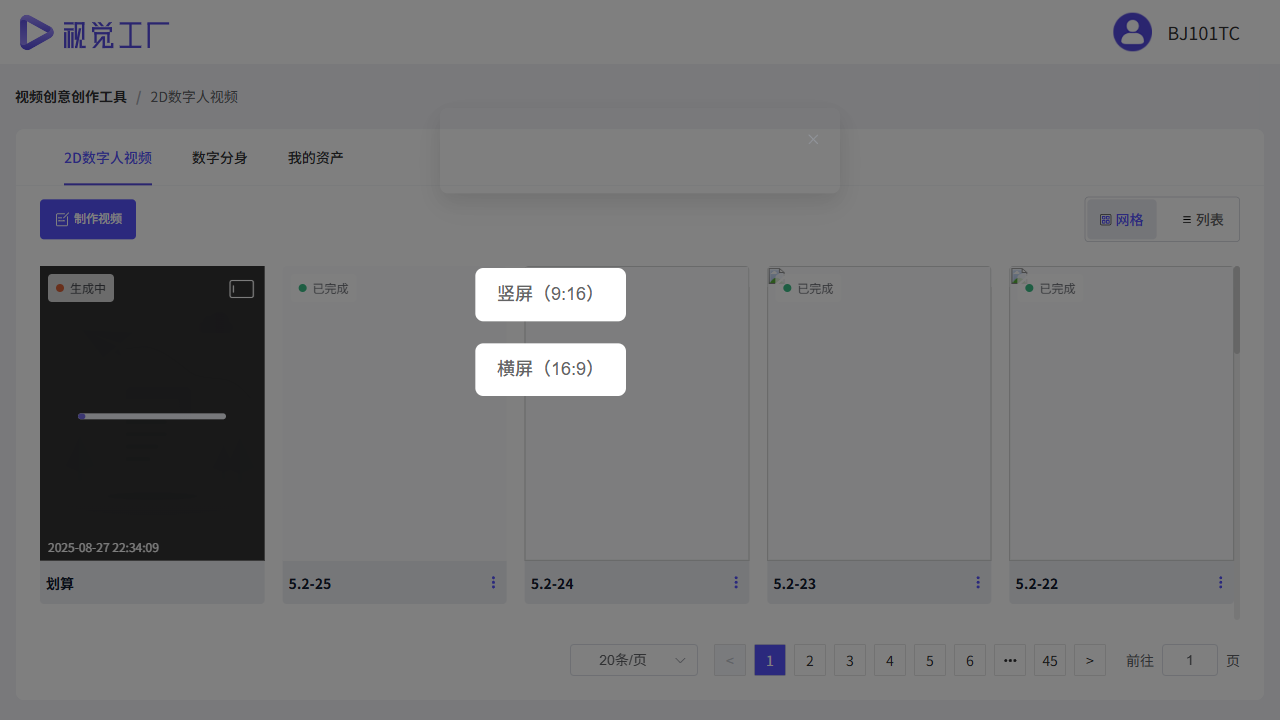 视觉工厂
BJ101TC
视频创意创作工具 / 2D数字人视频
2D数字人视频 数字分身 我的资产
制作视频
网格 列表
生成中
已完成
已完成
已完成
竖屏（9:16）
横屏（16:9）
2025-08-27 22:34:09
划算
5.2-25
5.2-24
5.2-23
5.2-22
20条/页 < 1 2 3 4 5 6 ••• 45 > 前往 1 页